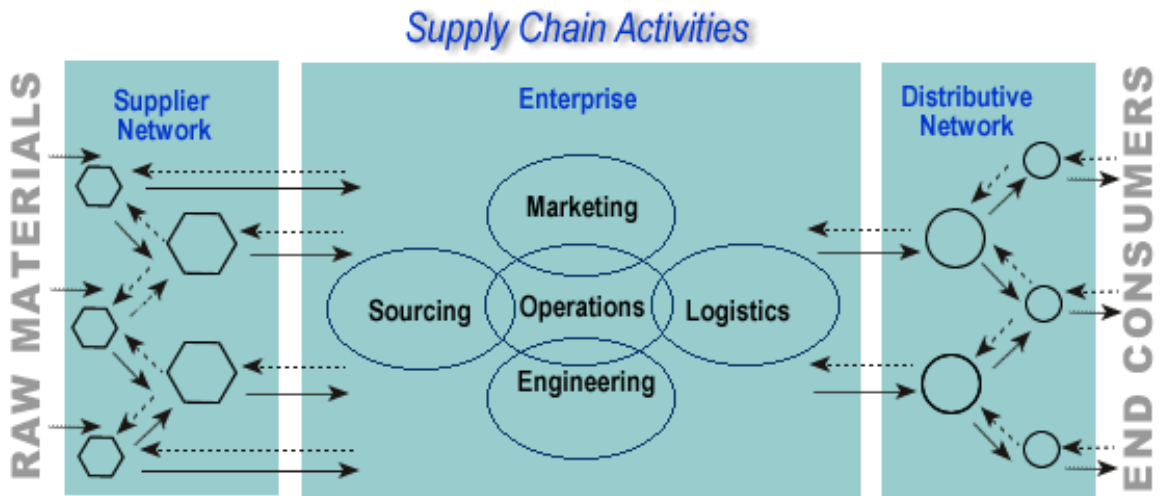 Supply Chain Activities
RAW MATERIALS
Supplier
Network
Enterprise
Distributive
Network
Marketing
Sourcing
Operations
Logistics
Engineering
END CONSUMERS